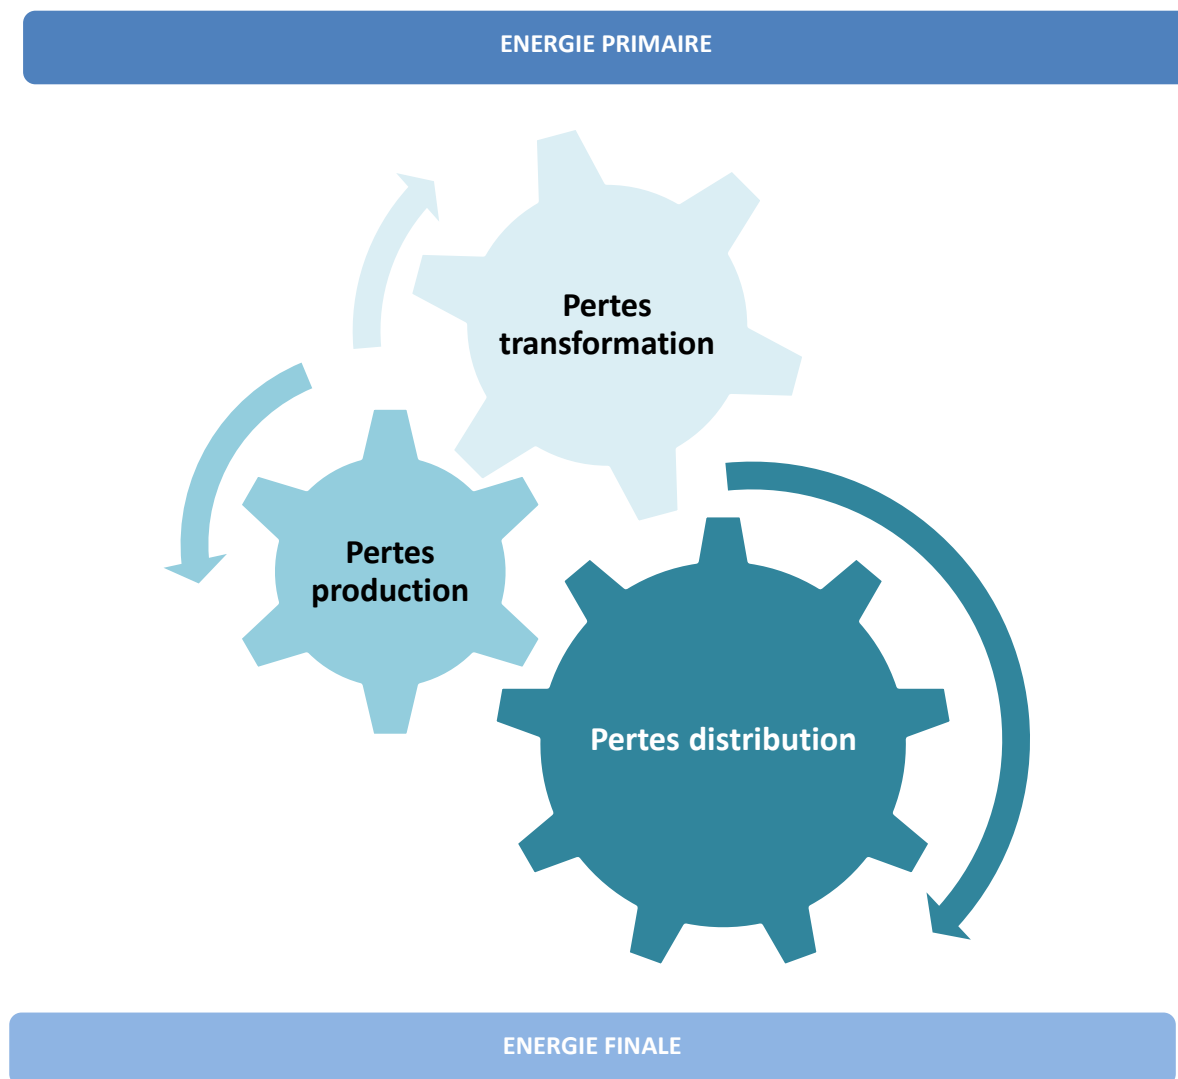 ENERGIE PRIMAIRE
Pertes
transformation
Pertes
production
Pertes distribution
ENERGIE FINALE